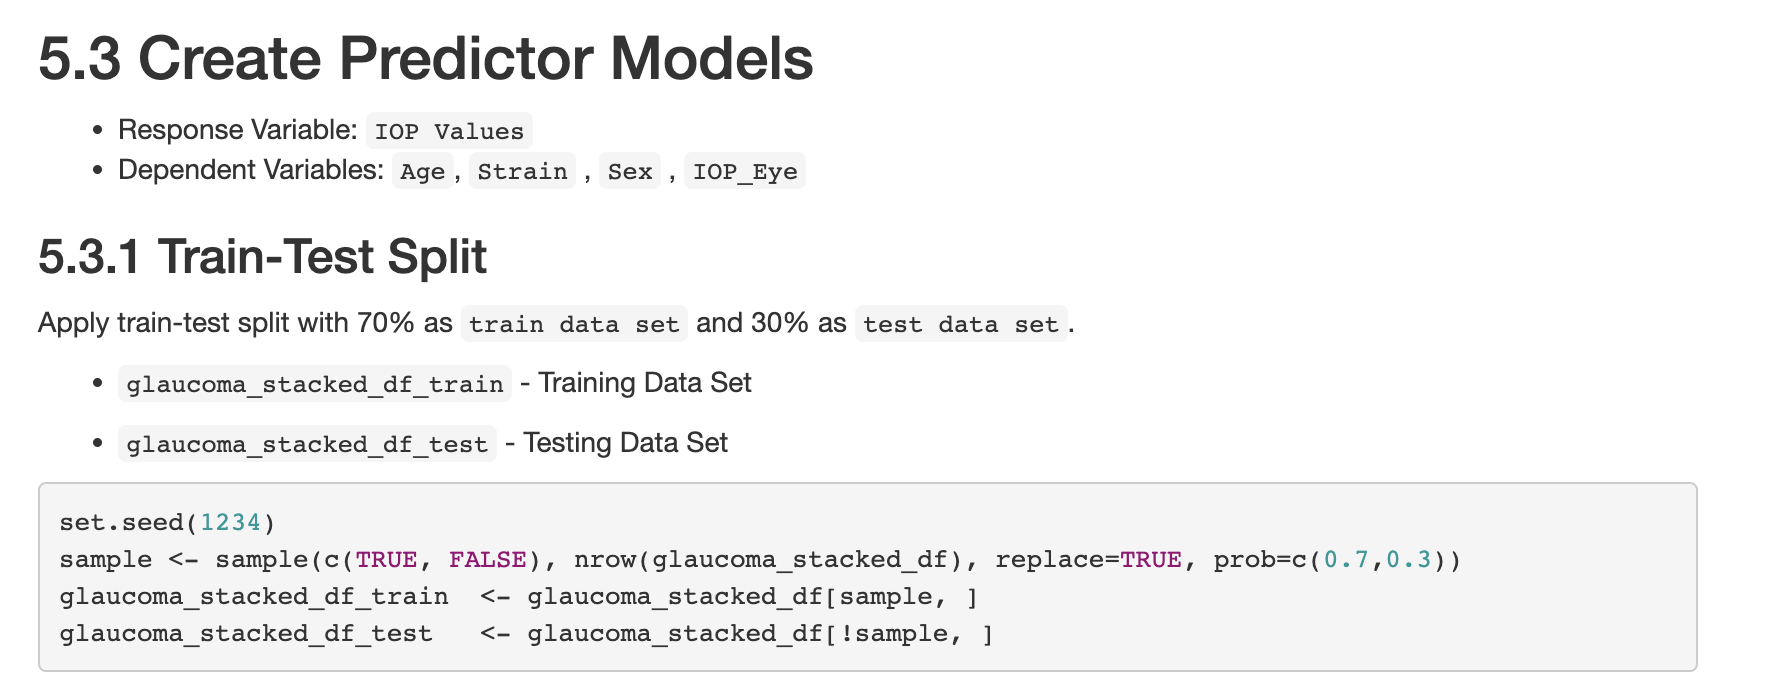 5.3 Create Predictor Models
• Response Variable: IOP Values
• Dependent Variables: Age, Strain , Sex , IOP_Eye
5.3.1 Train-Test Split
Apply train-test split with 70% as train data set and 30% as test data set.
• glaucoma_stacked_df_train - Training Data Set
• glaucoma_stacked_df_test - Testing Data Set
set.seed(1234)
sample <- sample(c(TRUE, FALSE), nrow(glaucoma_stacked_df), replace=TRUE, prob=c(0.7,0.3))
glaucoma_stacked_df_train  <- glaucoma_stacked_df[sample, ]
glaucoma_stacked_df_test   <- glaucoma_stacked_df[!sample, ]